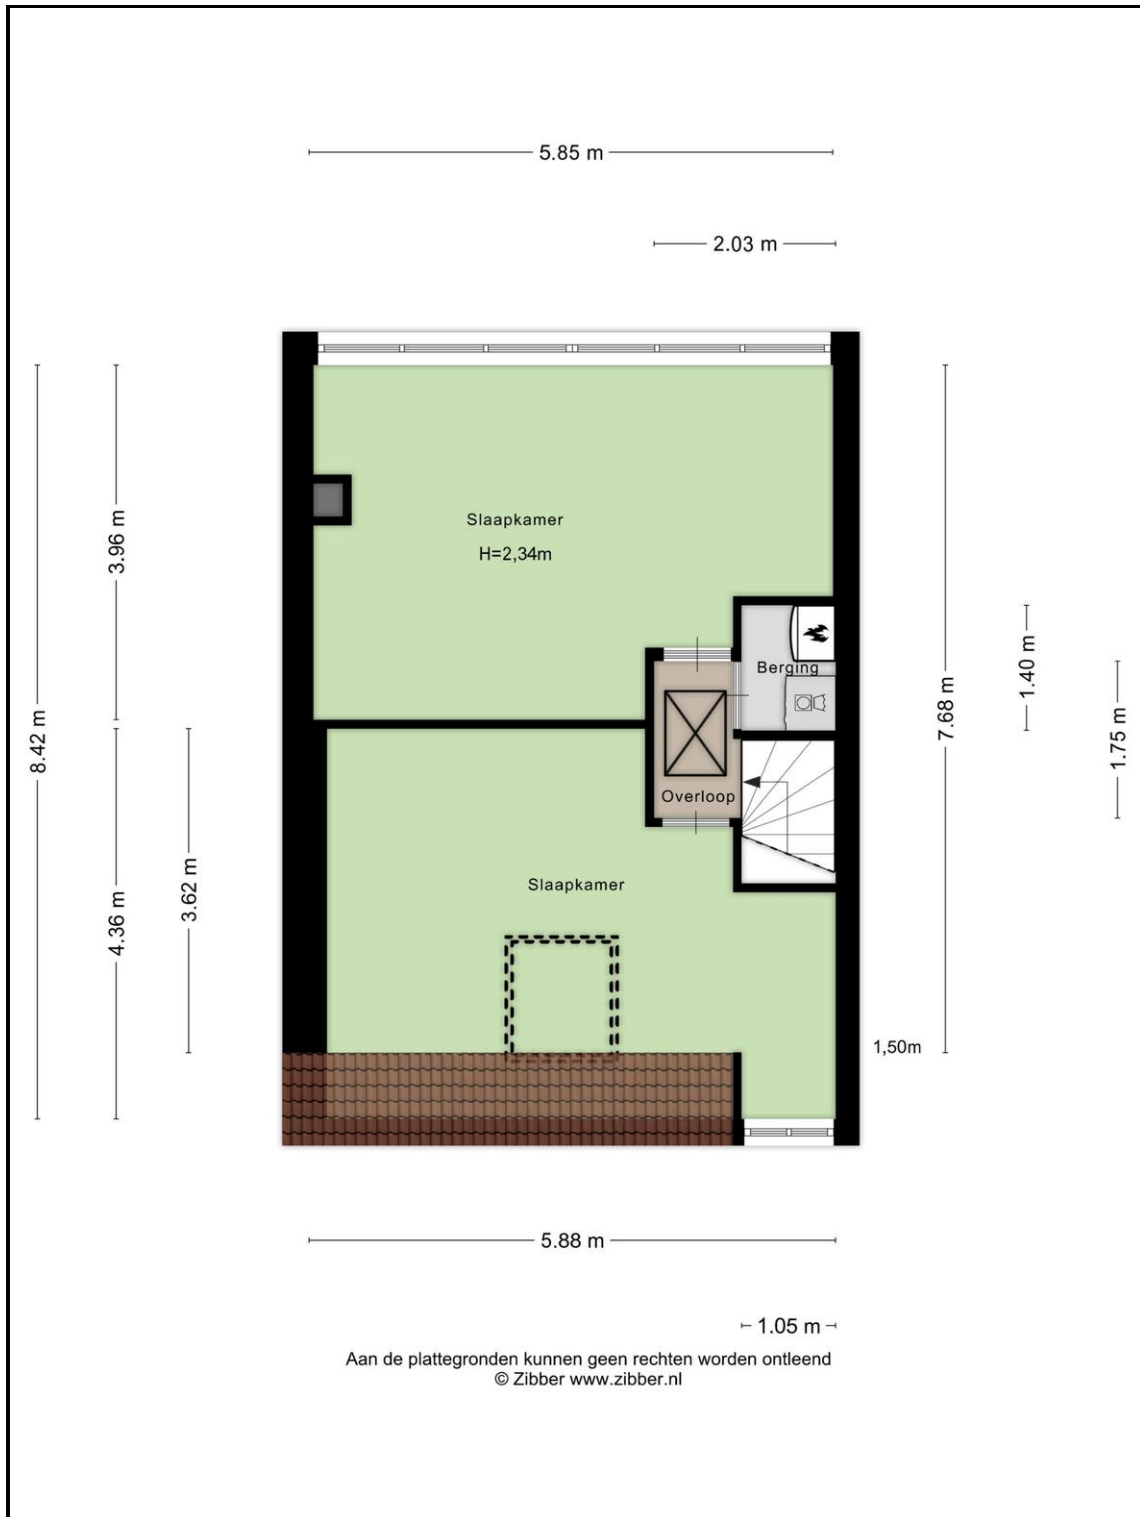 5.85 m
2.03 m
Slaapkamer
H=2,34m
3.96 m
Berging
1.40 m
7.68 m
1.75 m
8.42 m
Overloop
Slaapkamer
3.62 m
4.36 m
1,50m
5.88 m
1.05 m
Aan de plattegronden kunnen geen rechten worden ontleend
© Zibber www.zibber.nl